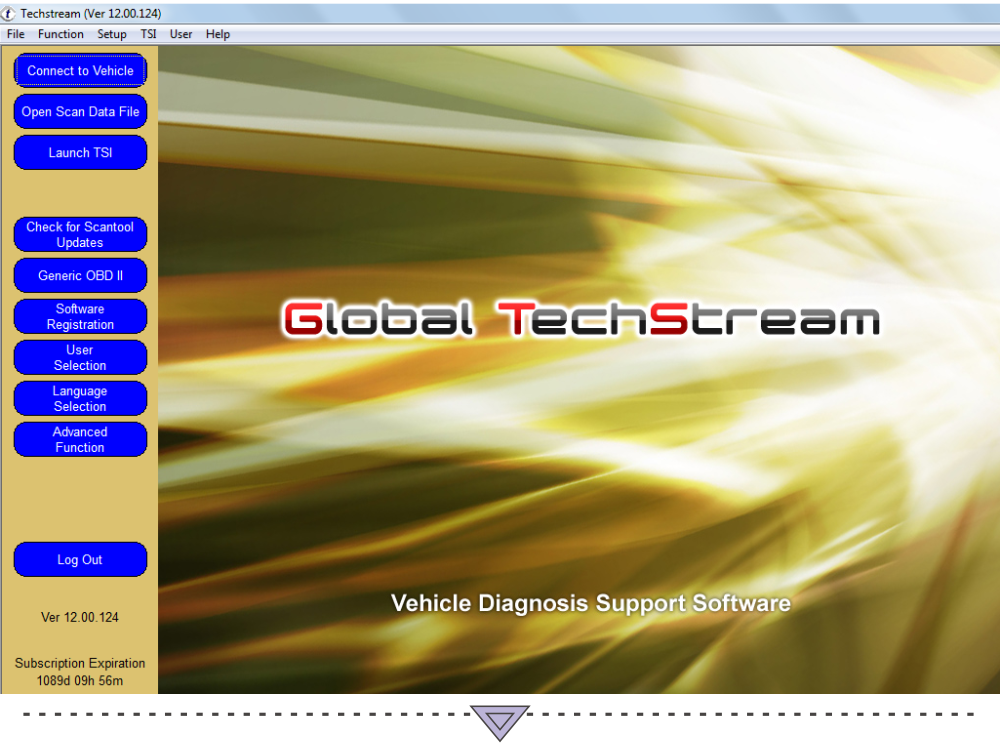 Techstream (Ver 12.00.124)
File Function Setup TSI User Help
Connect to Vehicle
Open Scan Data File
Launch TSI
Check for Scantool
Updates
Generic OBD II
Software
Registration
User
Selection
Language
Selection
Advanced
Function
Log Out
Ver 12.00.124
Subscription Expiration
1089d 09h 56m
Global TechStream
Vehicle Diagnosis Support Software